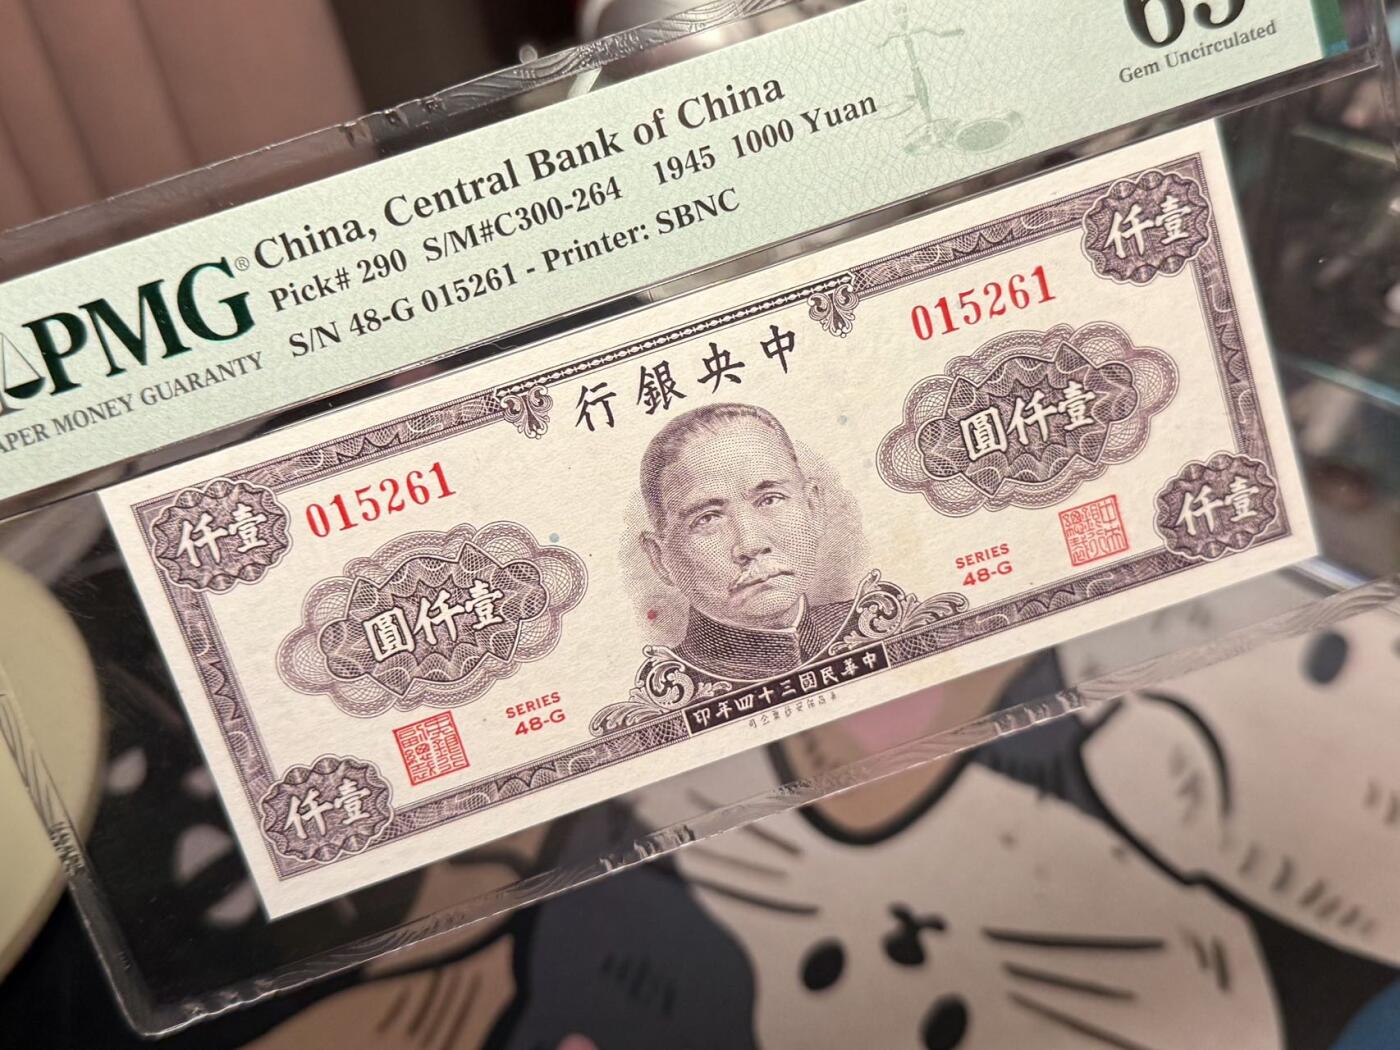 65
Gem Uncirculated
China, Central Bank of China
Pick# 290 S/M#C300-264 1945 1000 Yuan
S/N 48-G 015261 - Printer: SBNC
PMG®
PAPER MONEY GUARANTY
行銀央中
015261
015261
仟壹
仟壹
圓仟壹
圓仟壹
SERIES
48-G
SERIES
48-G
仟壹
仟壹
印年四十三國民華中